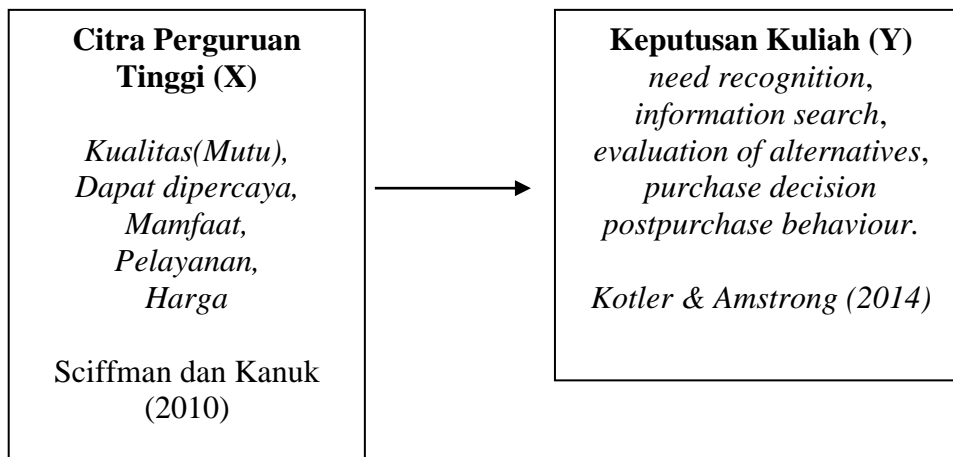 Citra Perguruan
Tinggi (X)
Kualitas(Mutu),
Dapat dipercaya,
Mamfaat,
Pelayanan,
Harga
Sciffman dan Kanuk
(2010)
Keputusan Kuliah (Y)
need recognition,
information search,
evaluation of alternatives,
purchase decision
postpurchase behaviour.
Kotler & Amstrong (2014)